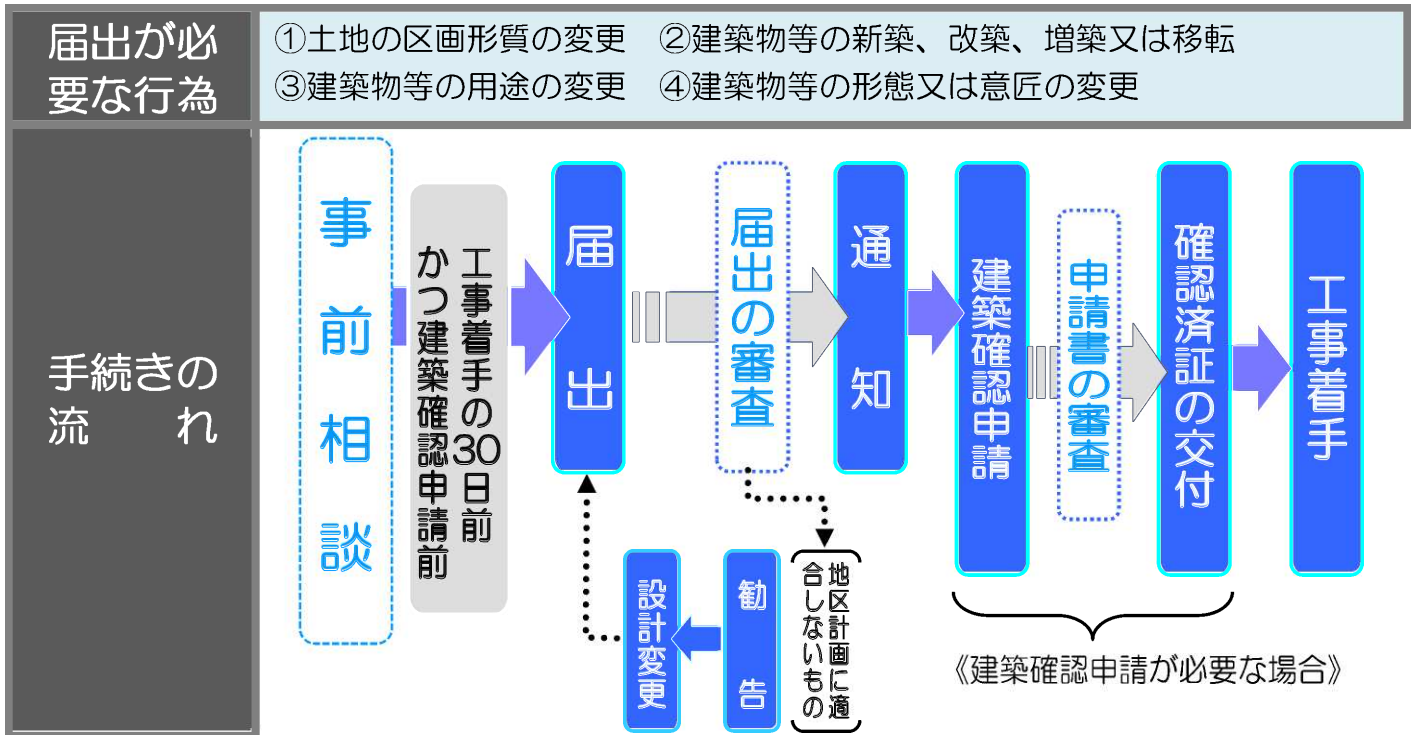 届出が必
要な行為
①土地の区画形質の変更　②建築物等の新築、改築、増築又は移転
③建築物等の用途の変更　④建築物等の形態又は意匠の変更
手続きの
流　れ
事前相談
工事着手の30日前
かつ建築確認申請前
届出
届出の審査
通知
建築確認申請
申請書の審査
確認済証の交付
工事着手
地区計画に適
合しないもの
勧告
設計変更
《建築確認申請が必要な場合》